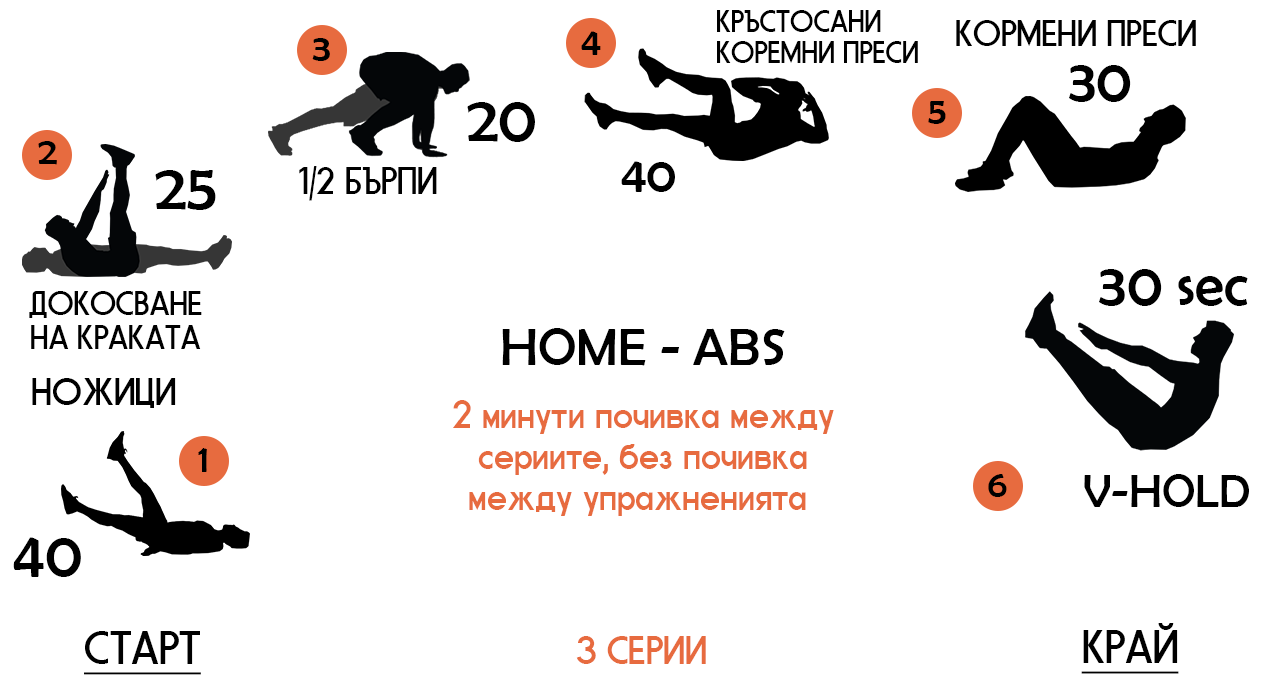 СТАРТ
НОЖИЦИ
1
40
2
25
ДОКОСВАНЕ
НА КРАКАТА
3
20
1/2 БЪРПИ
4
КРЪСТОСАНИ
КОРЕМНИ ПРЕСИ
40
КОРМЕНИ ПРЕСИ
30
5
30 sec
6
V-HOLD
КРАЙ
HOME - ABS
2 минути почивка между
сериите, без почивка
между упражненията
3 СЕРИИ